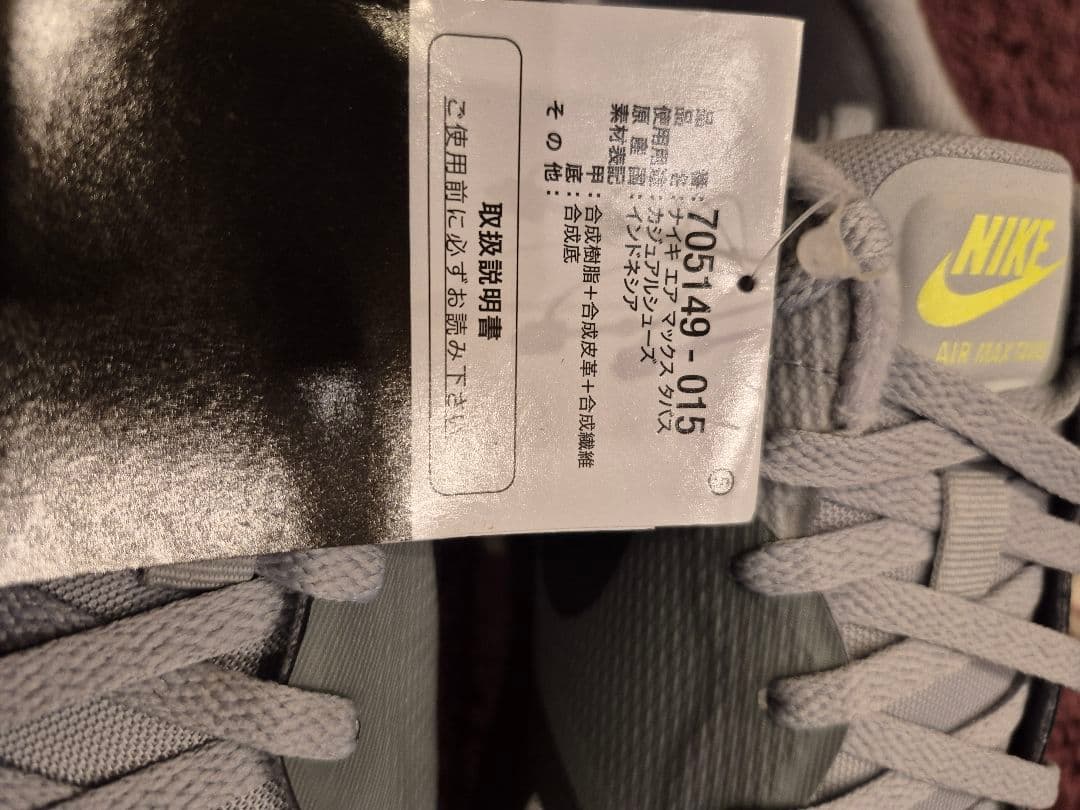 品番：705149-015
品名：ナイキ エア マックス タバス
使用用途：カジュアルシューズ
原産国：インドネシア
素材表記
甲：合成樹脂+合成皮革+合成繊維
底：合成底
その他：
取扱説明書
ご使用前に必ずお読み下さい
NIKE
AIR MAX